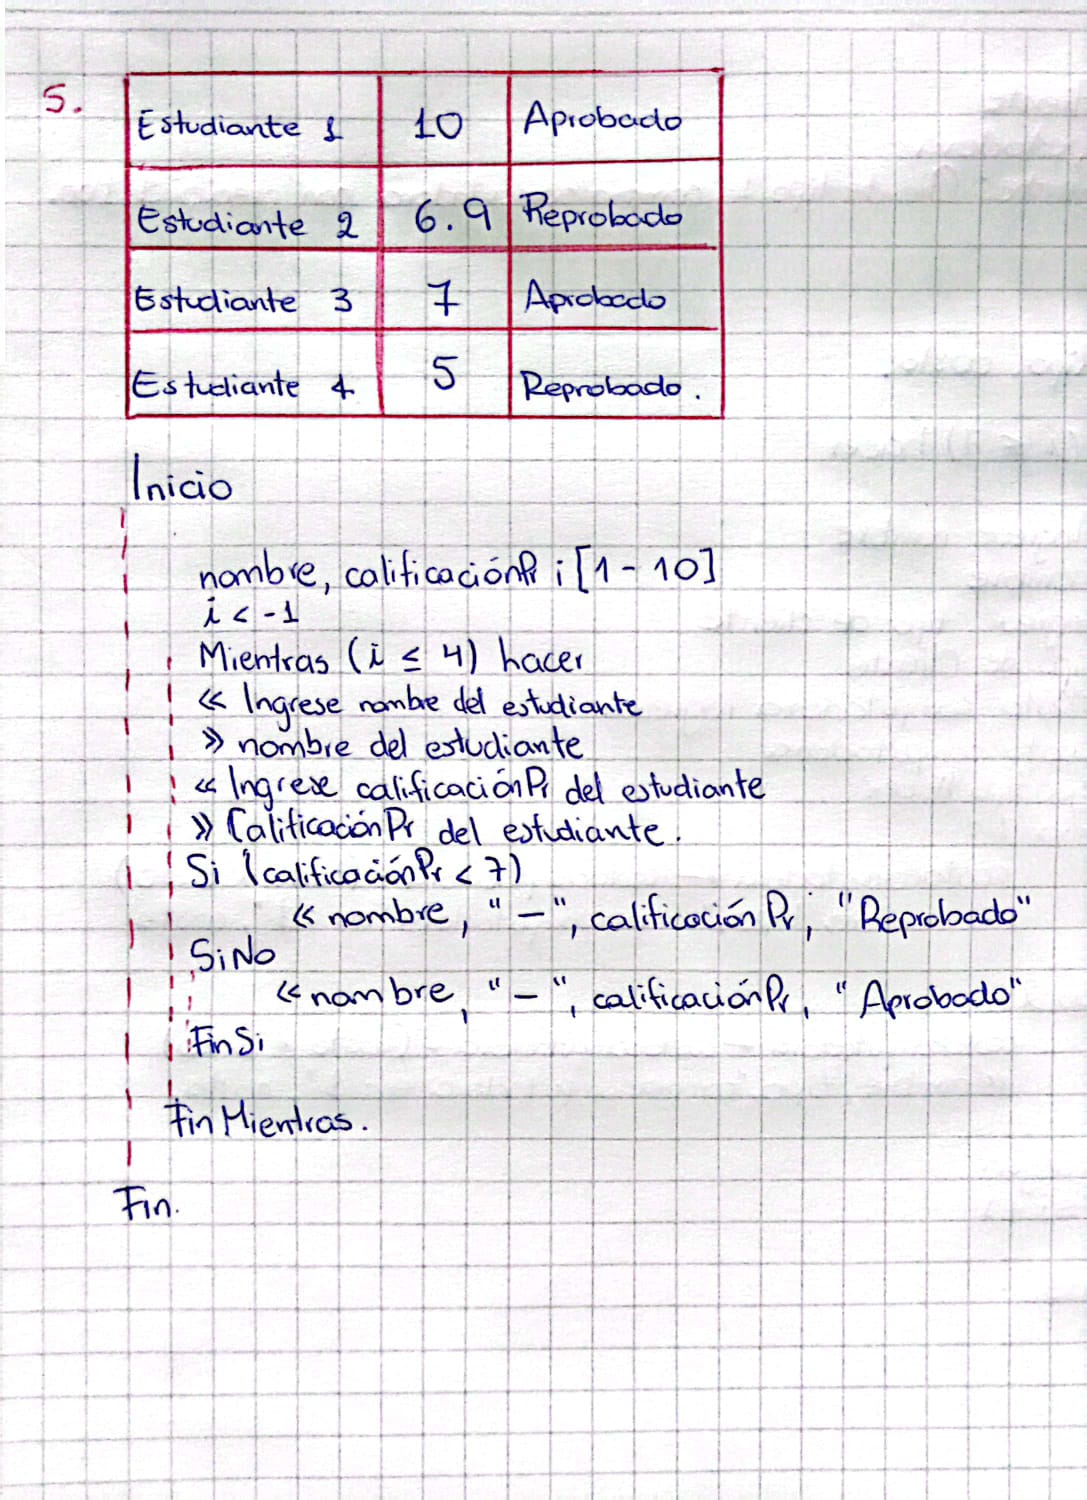 5.
Estudiante 1 10 Aprobado
Estudiante 2 6.9 Reprobado
Estudiante 3 7 Aprobado
Estudiante 4 5 Reprobado.
Inicio
nombre, calificaciónPr i [1 - 10]
i < -1
Mientras (i ≤ 4) hacer
« Ingrese nombre del estudiante
» nombre del estudiante
« Ingrese calificaciónPr del estudiante
» CalificaciónPr del estudiante.
Si (calificaciónPr < 7)
« nombre, "-", calificación Pr, "Reprobado"
SiNo
« nombre, "-", calificaciónPr, "Aprobado"
FinSi
Fin Mientras.
Fin.